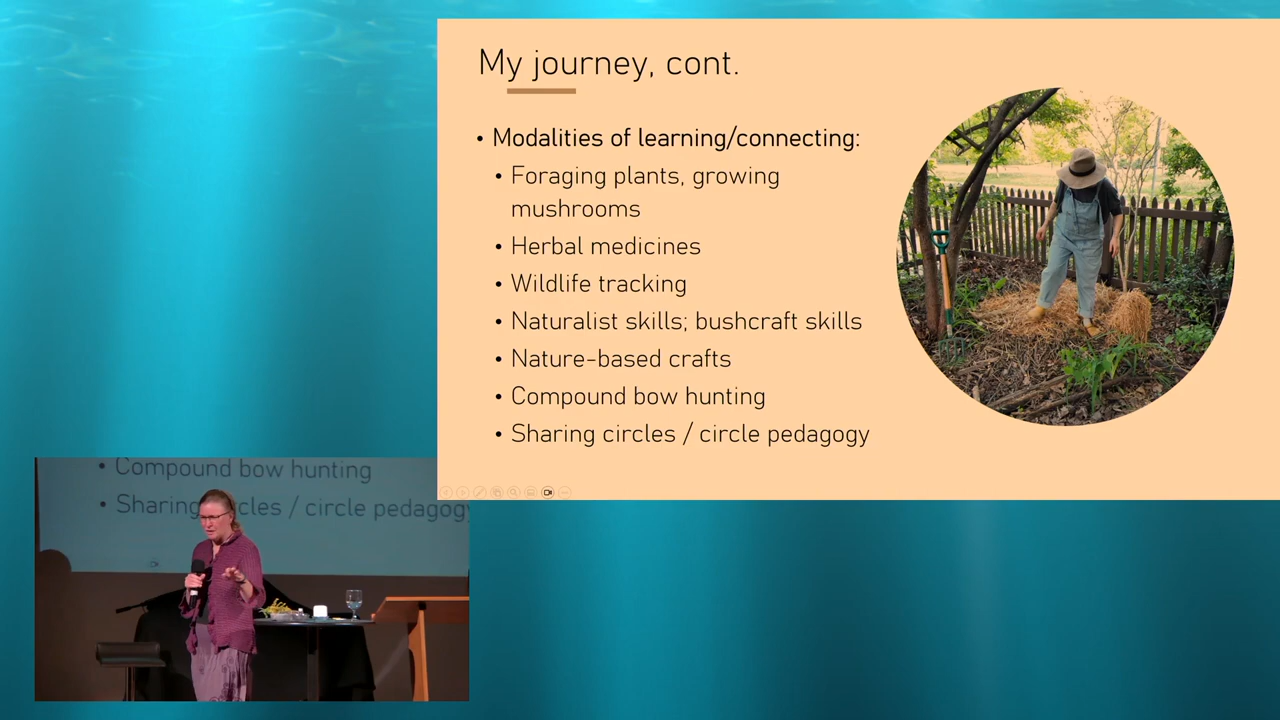 My journey, cont.
• Modalities of learning/connecting:
• Foraging plants, growing
mushrooms
• Herbal medicines
• Wildlife tracking
• Naturalist skills; bushcraft skills
• Nature-based crafts
• Compound bow hunting
• Sharing circles / circle pedagogy
• Compound bow hunting
• Sharing circles / circle pedagogy